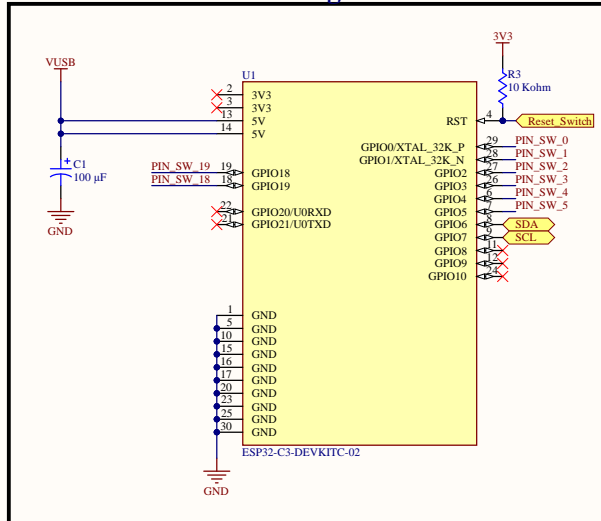 3V3
VUSB
U1
R3
10 Kohm
2 3V3
3 3V3
13 5V
14 5V
RST 4 Reset_Switch
C1
100 µF
GND
GPIO0/XTAL_32K_P 29 PIN_SW_0
GPIO1/XTAL_32K_N 28 PIN_SW_1
PIN_SW_19 19 GPIO18
GPIO2 27 PIN_SW_2
PIN_SW_18 18 GPIO19
GPIO3 26 PIN_SW_3
GPIO4 6 PIN_SW_4
22 GPIO20/U0RXD
GPIO5 7 PIN_SW_5
21 GPIO21/U0TXD
GPIO6 8 SDA
GPIO7 9 SCL
GPIO8 11
GPIO9 12
GPIO10 24
1 GND
5 GND
10 GND
15 GND
16 GND
17 GND
20 GND
23 GND
25 GND
30 GND
ESP32-C3-DEVKITC-02
GND